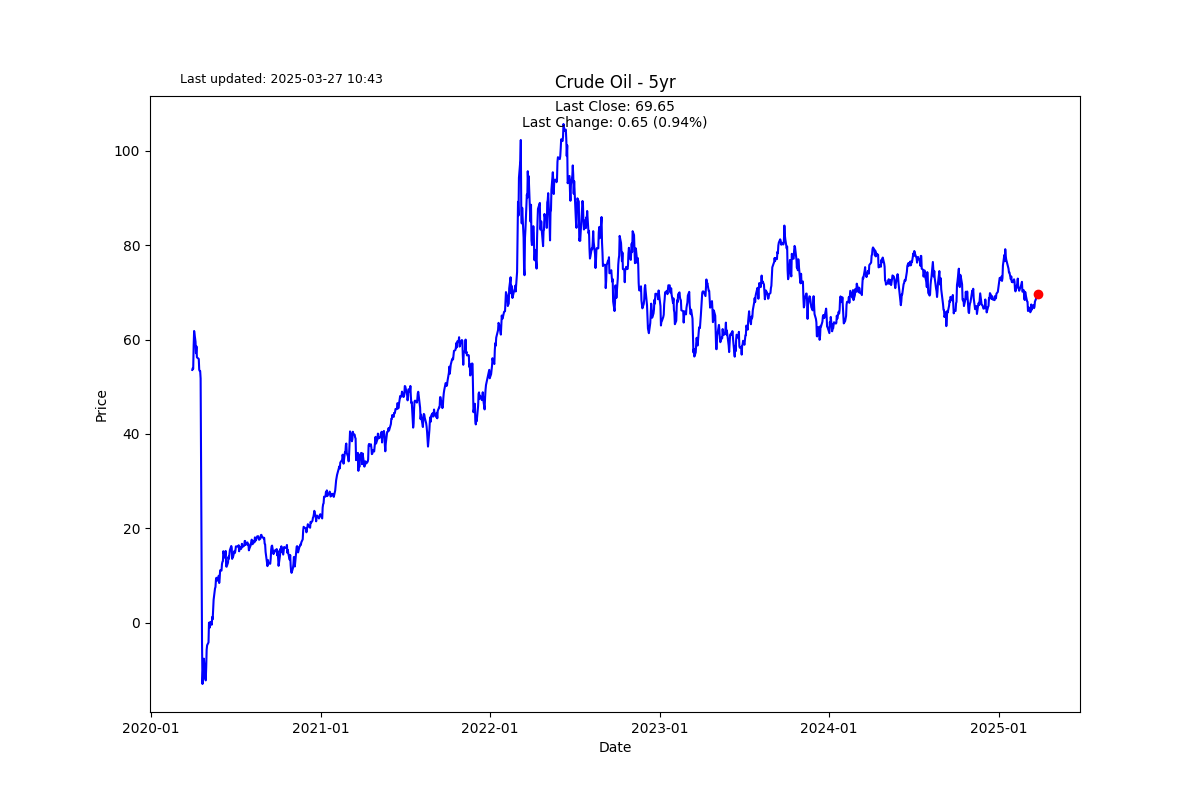 Last updated: 2025-03-27 10:43
Crude Oil - 5yr
Last Close: 69.65
Last Change: 0.65 (0.94%)
100
80
60
40
20
0
Price
2020-01
2021-01
2022-01
2023-01
2024-01
2025-01
Date